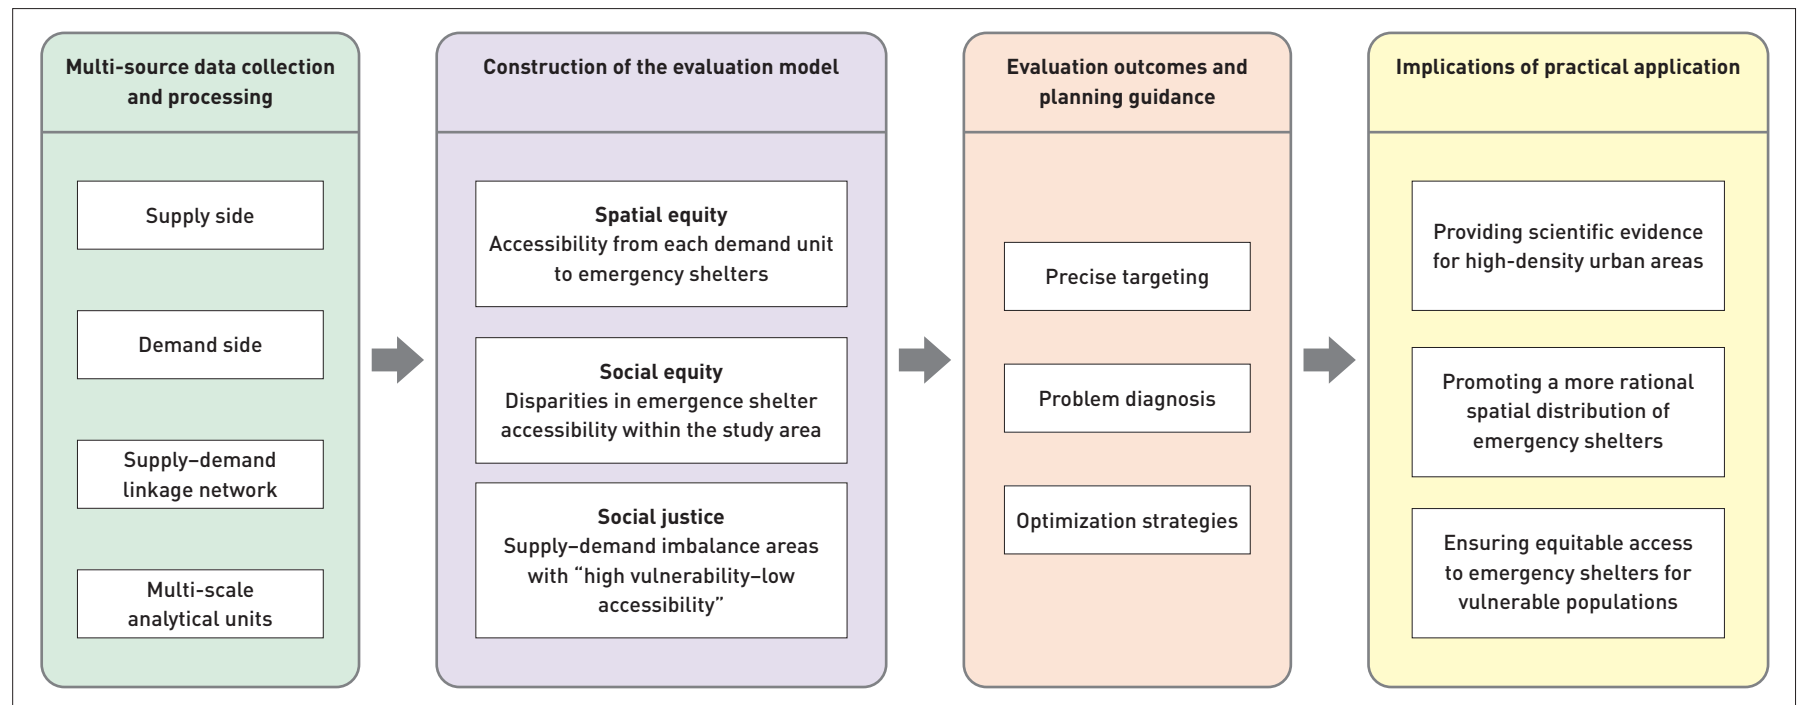 Multi-source data collection
and processing
Supply side
Demand side
Supply–demand
linkage network
Multi-scale
analytical units
Construction of the evaluation model
Spatial equity
Accessibility from each demand unit
to emergency shelters
Social equity
Disparities in emergence shelter
accessibility within the study area
Social justice
Supply–demand imbalance areas
with “high vulnerability–low
accessibility”
Evaluation outcomes and
planning guidance
Precise targeting
Problem diagnosis
Optimization strategies
Implications of practical application
Providing scientific evidence
for high-density urban areas
Promoting a more rational
spatial distribution of
emergency shelters
Ensuring equitable access
to emergency shelters for
vulnerable populations